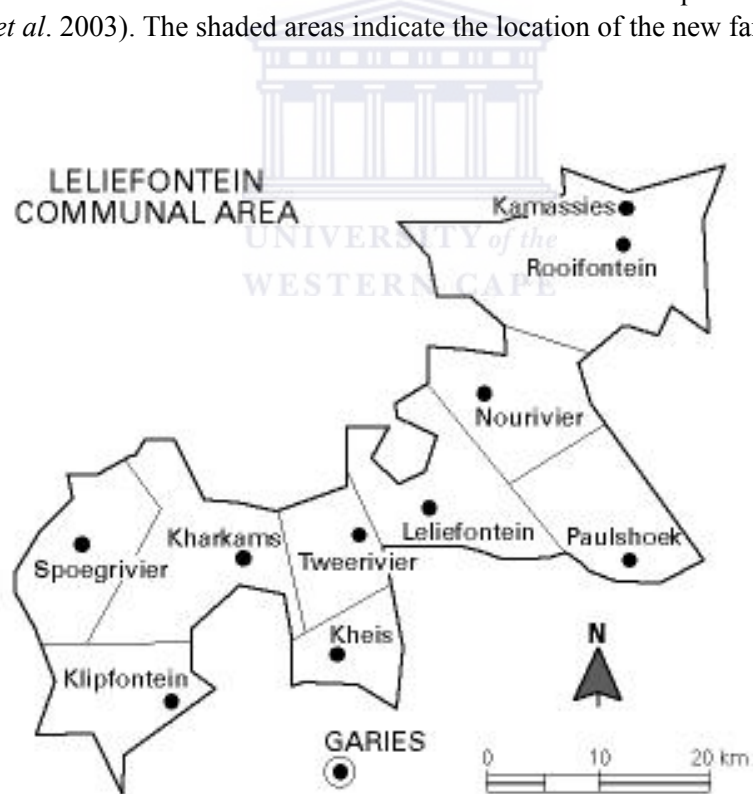 et al. 2003). The shaded areas indicate the location of the new fa
LELIEFONTEIN
COMMUNAL AREA
UNIVERSITY of the
WESTERN CAPE
Kamassies
Rooifontein
Nourivier
Leliefontein
Paulshoek
Kharkams
Tweerivier
Spoegrivier
Kheis
Klipfontein
N
GARIES
0 10 20 km